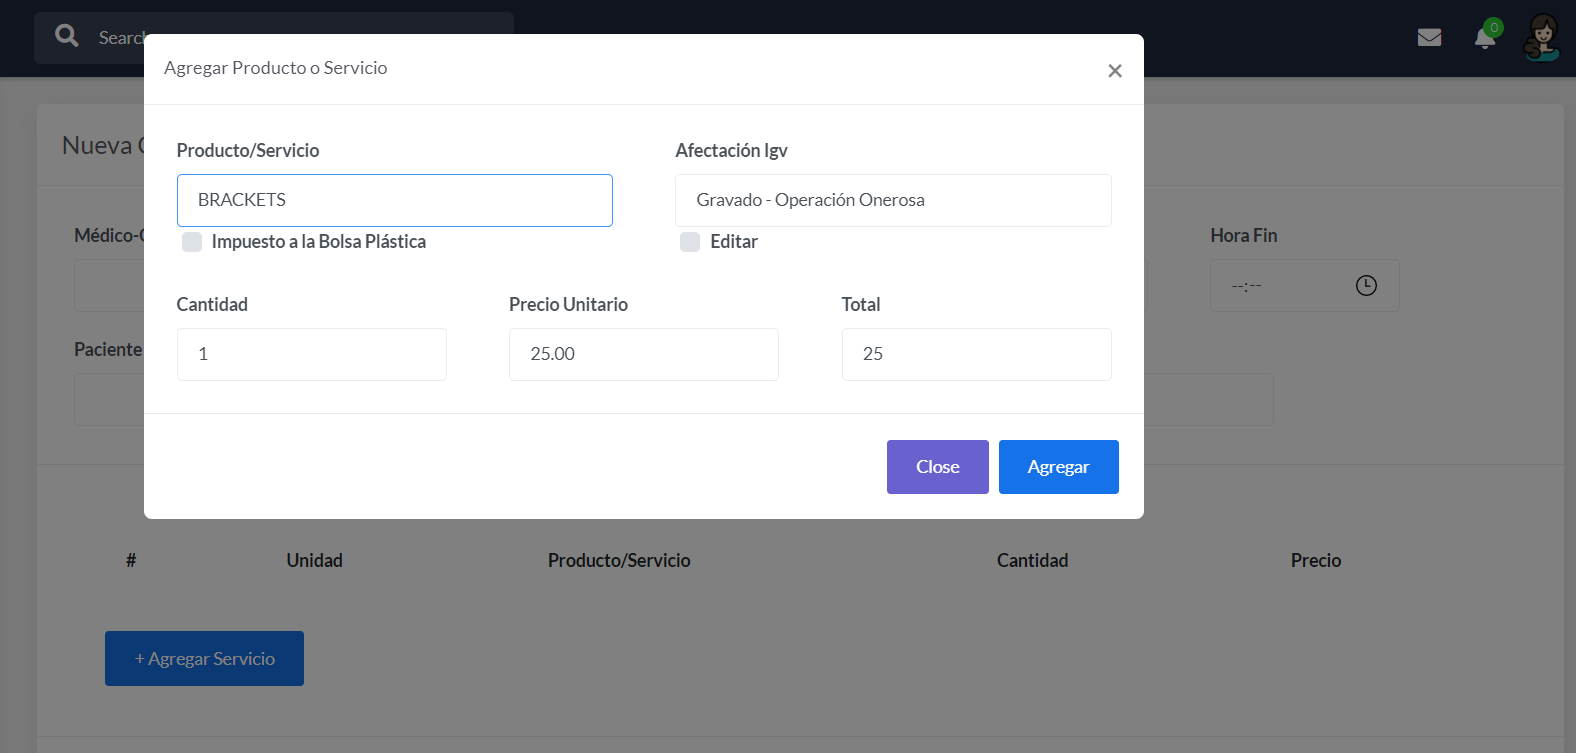 Search
0
Agregar Producto o Servicio
×
Nueva
Producto/Servicio
Afectación Igv
BRACKETS
Gravado - Operación Onerosa
Médico-
Impuesto a la Bolsa Plástica
Editar
Hora Fin
--:--
Cantidad
Precio Unitario
Total
Paciente
1
25.00
25
Close
Agregar
# Unidad Producto/Servicio Cantidad Precio
+ Agregar Servicio